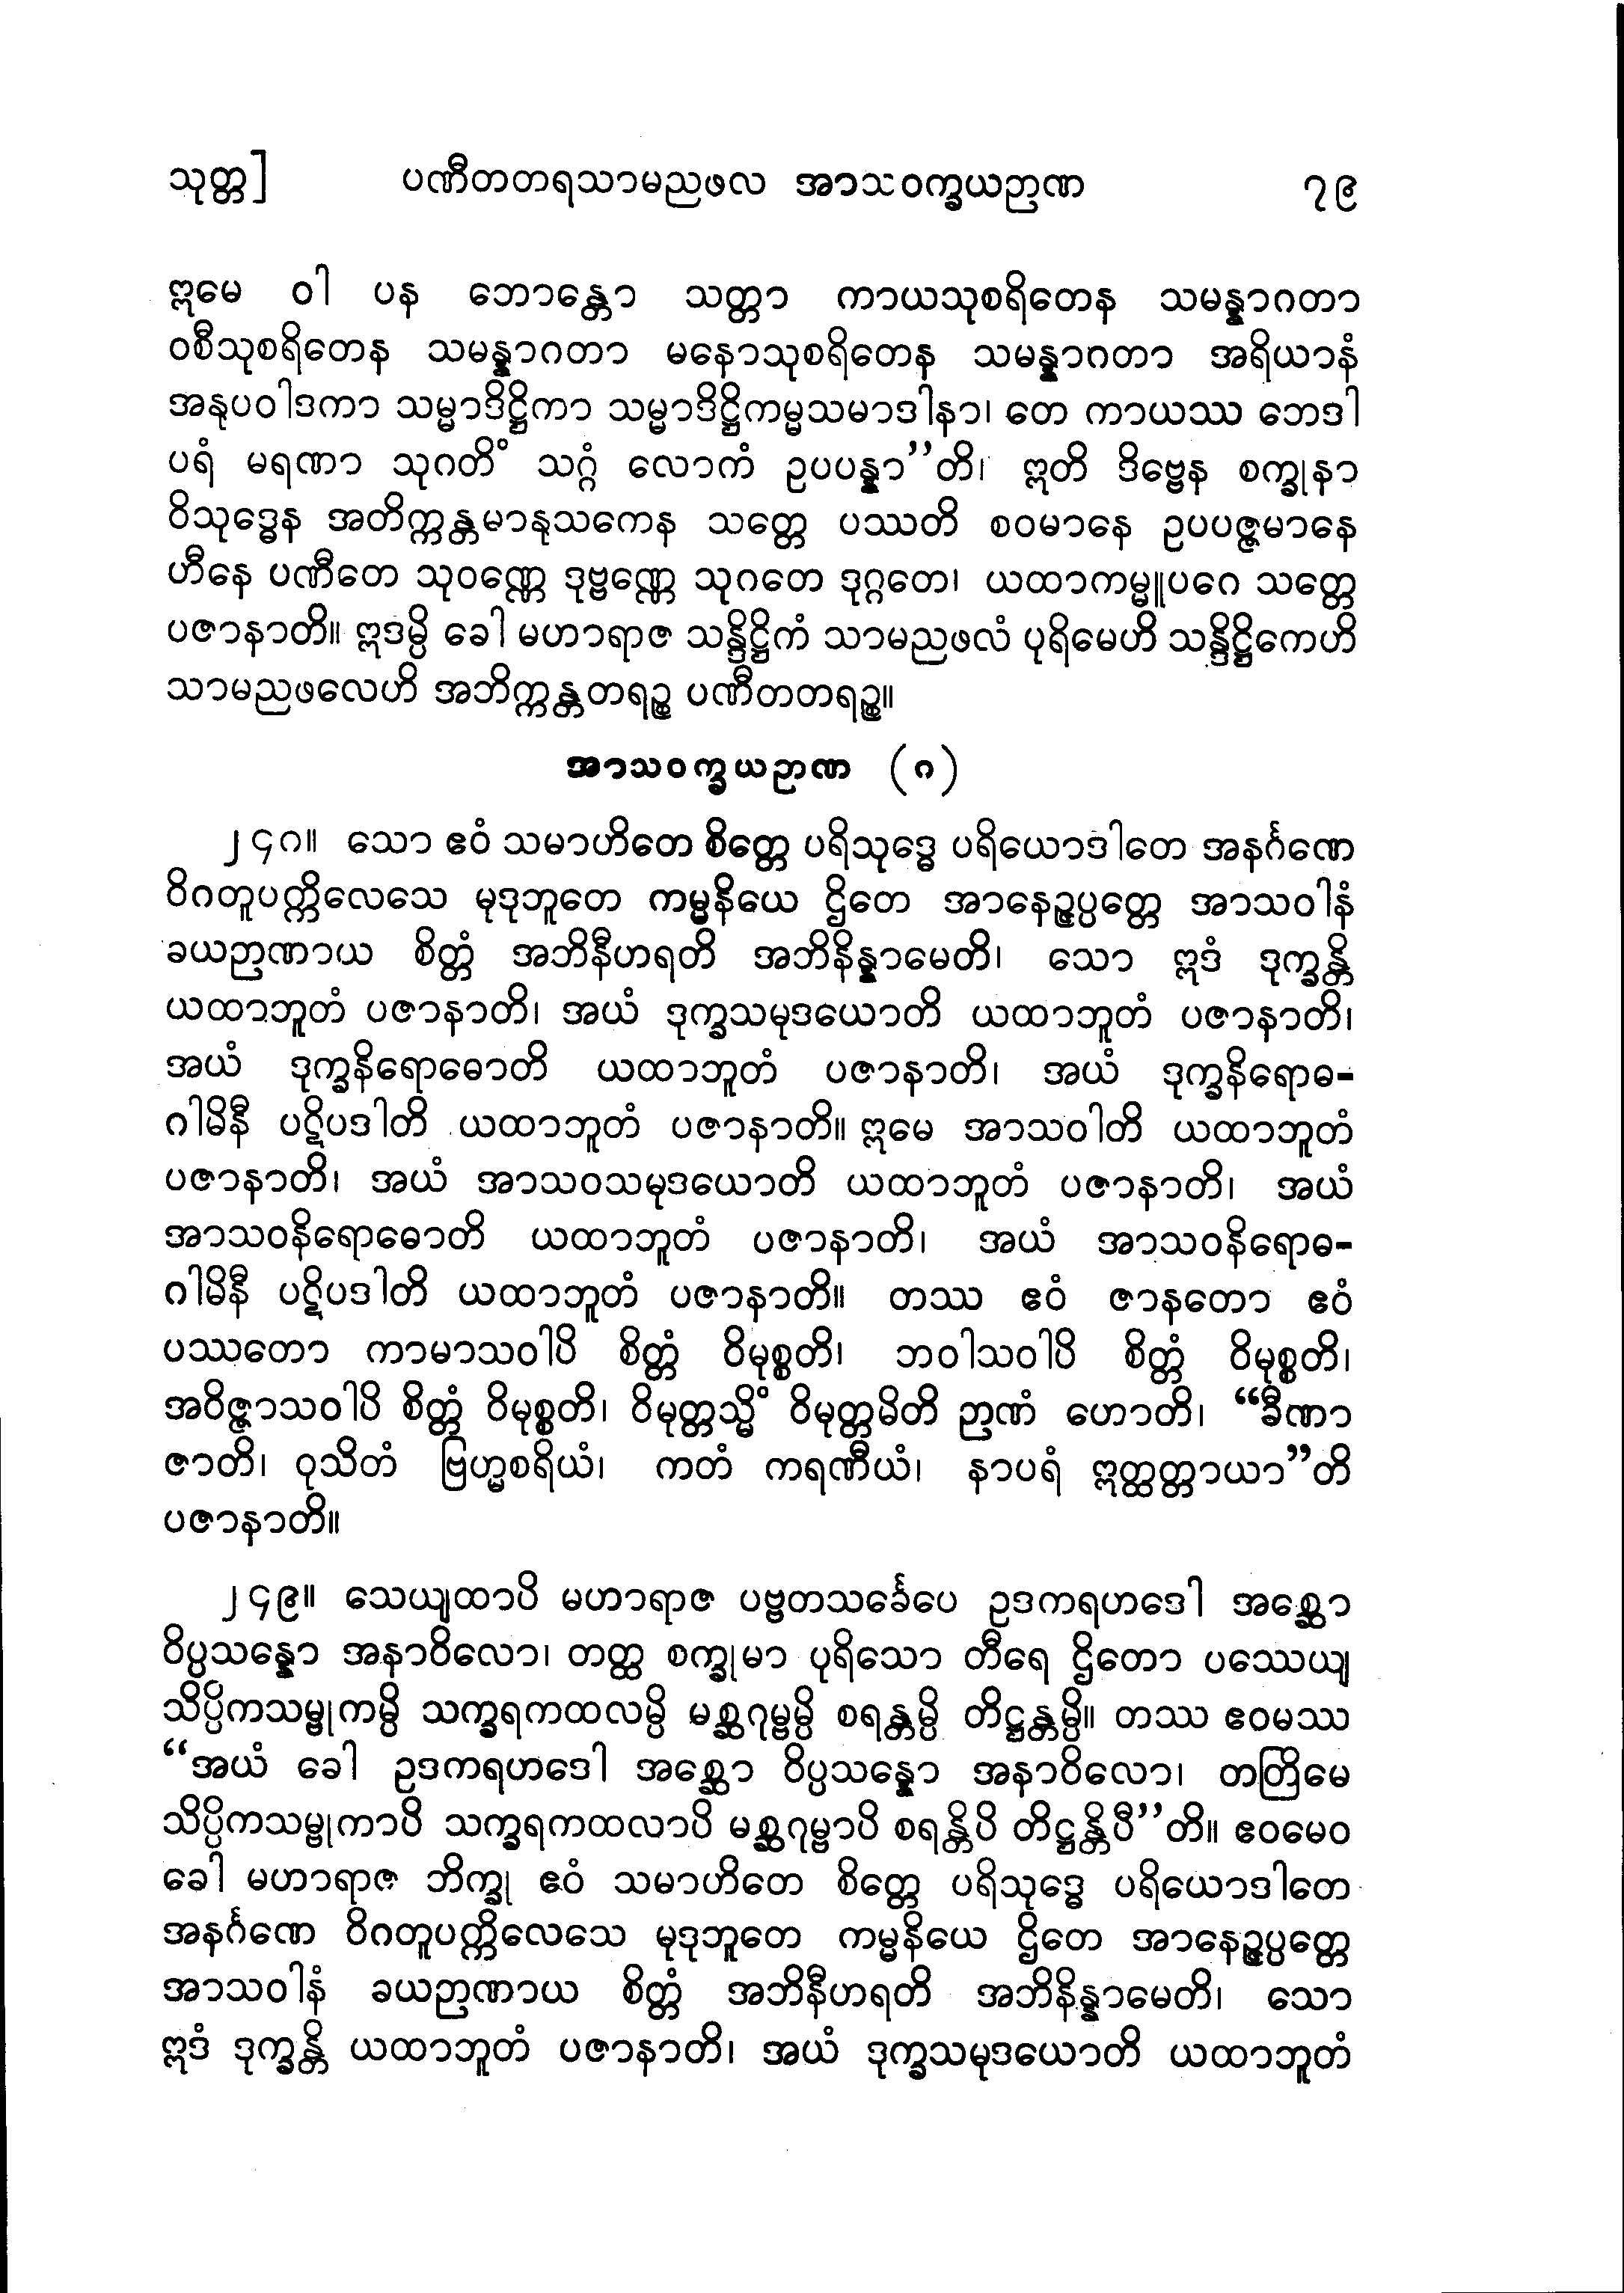 သုတ္တ] ပဏီတတရသာမညဖလ အာသဝက္ခယဉာဏ ၇၉
ဣမေ ဝါ ပန ဘောန္တော သတ္တာ ကာယသုစရိတေန သမန္နာဂတာ
ဝစီသုစရိတေန သမန္နာဂတာ မနောသုစရိတေန သမန္နာဂတာ အရိယာနံ
အနုပဝါဒကာ သမ္မာဒိဋ္ဌိကာ သမ္မာဒိဋ္ဌိကမ္မသမာဒါနာ၊ တေ ကာယဿ ဘေဒါ
ပရံ မရဏာ သုဂတိံ သဂ္ဂံ လောကံ ဥပပန္နာ”တိ၊ ဣတိ ဒိဗ္ဗေန စက္ခုနာ
ဝိသုဒ္ဓေန အတိက္ကန္တမာနုသကေန သတ္တေ ပဿတိ စဝမာနေ ဥပပဇ္ဇမာနေ
ဟီနေ ပဏီတေ သုဝဏ္ဏေ ဒုဗ္ဗဏ္ဏေ သုဂတေ ဒုဂ္ဂတေ၊ ယထာကမ္မူပဂေ သတ္တေ
ပဇာနာတိ။ ဣဒမ္ပိ ခေါ မဟာရာဇ သန္ဒိဋ္ဌိကံ သာမညဖလံ ပုရိမေဟိ သန္ဒိဋ္ဌိကေဟိ
သာမညဖလေဟိ အဘိက္ကန္တတရဉ္စ ပဏီတတရဉ္စ။
အာသဝက္ခယဉာဏ (ဂ)
၂၄၈။ သော ဧဝံ သမာဟိတေ စိတ္တေ ပရိသုဒ္ဓေ ပရိယောဒါတေ အနင်္ဂဏေ
ဝိဂတူပက္ကိလေသေ မုဒုဘူတေ ကမ္မနိယေ ဌိတေ အာနေဉ္ဇပ္ပတ္တေ အာသဝါနံ
ခယဉာဏာယ စိတ္တံ အဘိနီဟရတိ အဘိနိန္နာမေတိ၊ သော ဣဒံ ဒုက္ခန္တိ
ယထာဘူတံ ပဇာနာတိ၊ အယံ ဒုက္ခသမုဒယောတိ ယထာဘူတံ ပဇာနာတိ၊
အယံ ဒုက္ခနိရောဓောတိ ယထာဘူတံ ပဇာနာတိ၊ အယံ ဒုက္ခနိရောဓ-
ဂါမိနီ ပဋိပဒါတိ ယထာဘူတံ ပဇာနာတိ။ ဣမေ အာသဝါတိ ယထာဘူတံ
ပဇာနာတိ၊ အယံ အာသဝသမုဒယောတိ ယထာဘူတံ ပဇာနာတိ၊ အယံ
အာသဝနိရောဓောတိ ယထာဘူတံ ပဇာနာတိ၊ အယံ အာသဝနိရောဓ-
ဂါမိနီ ပဋိပဒါတိ ယထာဘူတံ ပဇာနာတိ။ တဿ ဧဝံ ဇာနတော ဧဝံ
ပဿတော ကာမာသဝါပိ စိတ္တံ ဝိမုစ္စတိ၊ ဘဝါသဝါပိ စိတ္တံ ဝိမုစ္စတိ၊
အဝိဇ္ဇာသဝါပိ စိတ္တံ ဝိမုစ္စတိ၊ ဝိမုတ္တသ္မိံ ဝိမုတ္တမိတိ ဉာဏံ ဟောတိ၊ “ခီဏာ
ဇာတိ၊ ဝုသိတံ ဗြဟ္မစရိယံ၊ ကတံ ကရဏီယံ၊ နာပရံ ဣတ္ထတ္တာယာ”တိ
ပဇာနာတိ။
၂၄၉။ သေယျထာပိ မဟာရာဇ ပဗ္ဗတသင်္ခေပေ ဥဒကရဟဒေါ အစ္ဆော
ဝိပ္ပသန္နော အနာဝိလော၊ တတ္ထ စက္ခုမာ ပုရိသော တီရေ ဌိတော ပဿေယျ
သိပ္ပိကသမ္ဗုကမ္ပိ သက္ခရကထလမ္ပိ မစ္ဆဂုမ္ဗမ္ပိ စရန္တမ္ပိ တိဋ္ဌန္တမ္ပိ။ တဿ ဧဝမဿ
“အယံ ခေါ ဥဒကရဟဒေါ အစ္ဆော ဝိပ္ပသန္နော အနာဝိလော၊ တတြိမေ
သိပ္ပိကသမ္ဗုကာပိ သက္ခရကထလာပိ မစ္ဆဂုမ္ဗာပိ စရန္တိပိ တိဋ္ဌန္တိပီ”တိ။ ဧဝမေဝ
ခေါ မဟာရာဇ ဘိက္ခု ဧဝံ သမာဟိတေ စိတ္တေ ပရိသုဒ္ဓေ ပရိယောဒါတေ
အနင်္ဂဏေ ဝိဂတူပက္ကိလေသေ မုဒုဘူတေ ကမ္မနိယေ ဌိတေ အာနေဉ္ဇပ္ပတ္တေ
အာသဝါနံ ခယဉာဏာယ စိတ္တံ အဘိနီဟရတိ အဘိနိန္နာမေတိ၊ သော
ဣဒံ ဒုက္ခန္တိ ယထာဘူတံ ပဇာနာတိ၊ အယံ ဒုက္ခသမုဒယောတိ ယထာဘူတံ